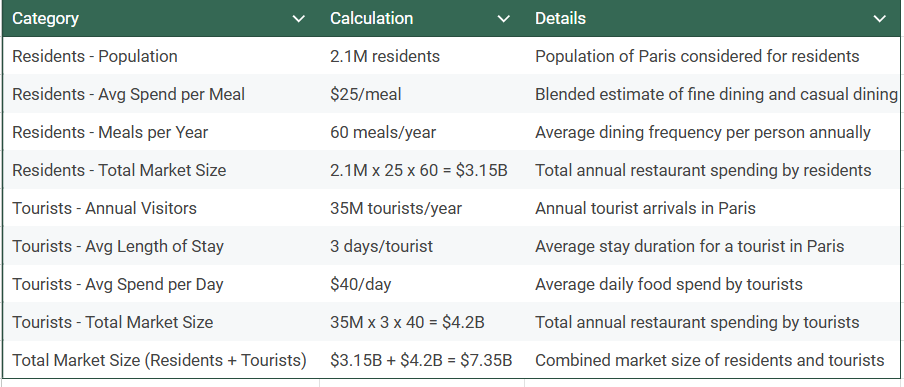 Category Calculation Details
Residents - Population 2.1M residents Population of Paris considered for residents
Residents - Avg Spend per Meal $25/meal Blended estimate of fine dining and casual dining
Residents - Meals per Year 60 meals/year Average dining frequency per person annually
Residents - Total Market Size 2.1M x 25 x 60 = $3.15B Total annual restaurant spending by residents
Tourists - Annual Visitors 35M tourists/year Annual tourist arrivals in Paris
Tourists - Avg Length of Stay 3 days/tourist Average stay duration for a tourist in Paris
Tourists - Avg Spend per Day $40/day Average daily food spend by tourists
Tourists - Total Market Size 35M x 3 x 40 = $4.2B Total annual restaurant spending by tourists
Total Market Size (Residents + Tourists) $3.15B + $4.2B = $7.35B Combined market size of residents and tourists